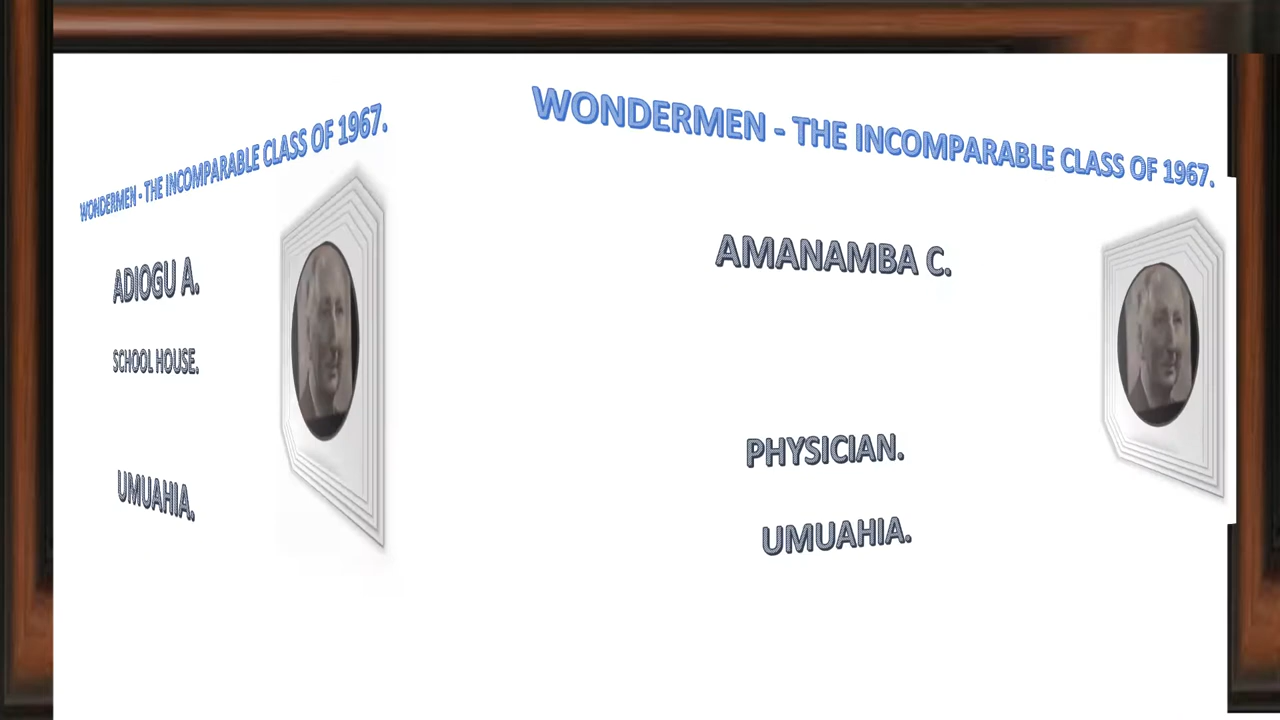 WONDERMEN - THE INCOMPARABLE CLASS OF 1967.
ADIOGU A.
SCHOOL HOUSE.
UMUAHIA.
WONDERMEN - THE INCOMPARABLE CLASS OF 1967.
AMANAMBA C.
PHYSICIAN.
UMUAHIA.